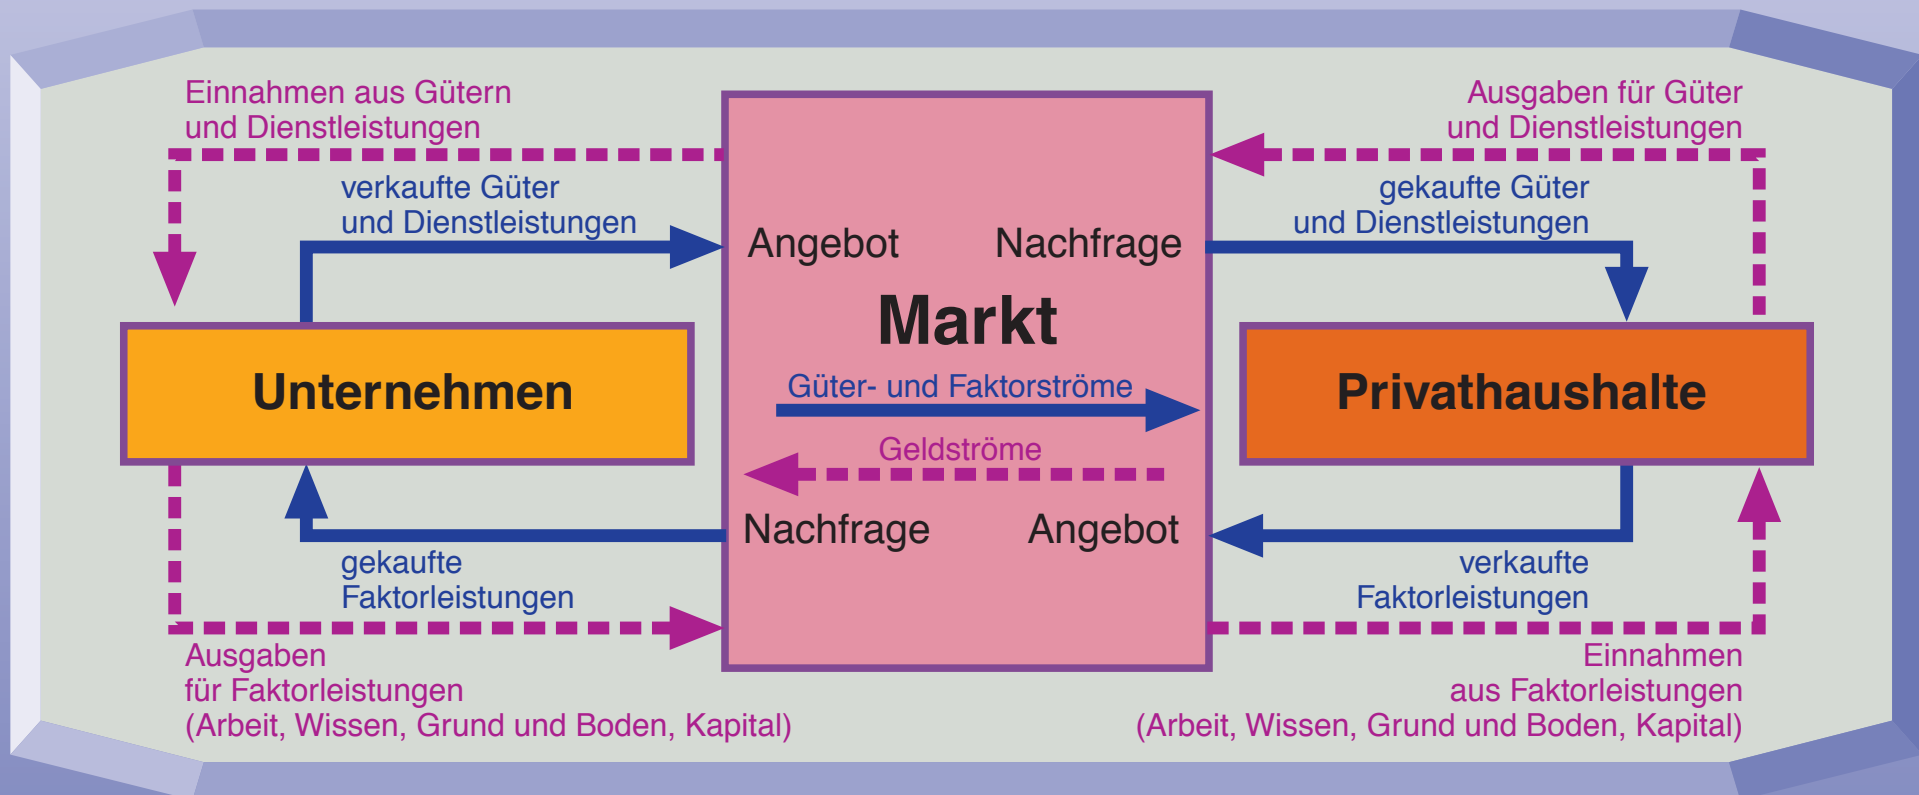 Einnahmen aus Gütern
und Dienstleistungen
verkaufte Güter
und Dienstleistungen
Ausgaben für Güter
und Dienstleistungen
gekaufte Güter
und Dienstleistungen
Angebot
Nachfrage
Markt
Güter- und Faktorströme
Geldströme
Unternehmen
Privathaushalte
Nachfrage
Angebot
gekaufte
Faktorleistungen
verkaufte
Faktorleistungen
Ausgaben
für Faktorleistungen
(Arbeit, Wissen, Grund und Boden, Kapital)
Einnahmen
aus Faktorleistungen
(Arbeit, Wissen, Grund und Boden, Kapital)